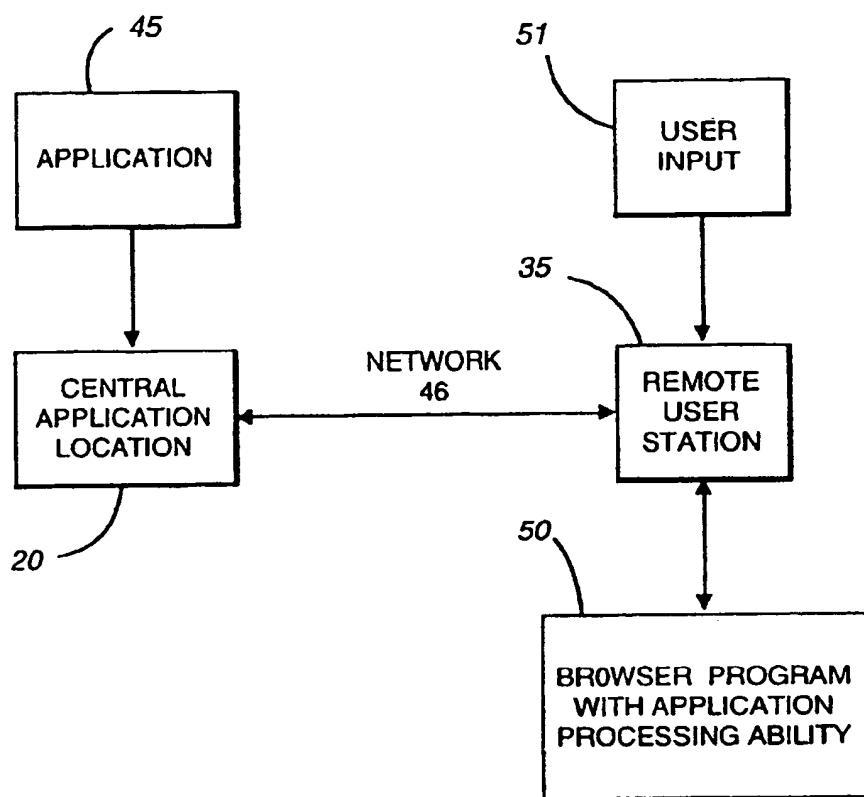 45
APPLICATION
51
USER
INPUT
35
CENTRAL
APPLICATION
LOCATION
20
NETWORK
46
REMOTE
USER
STATION
50
BR0WSER PROGRAM
WITH APPLICATION
PROCESSING ABILITY